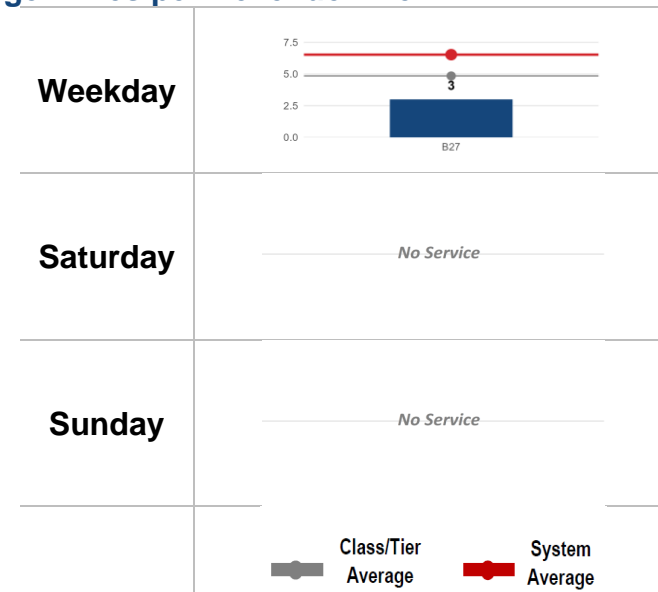 Weekday
7.5
5.0
3
2.5
0.0
B27
Saturday
No Service
Sunday
No Service
Class/Tier
Average
System
Average